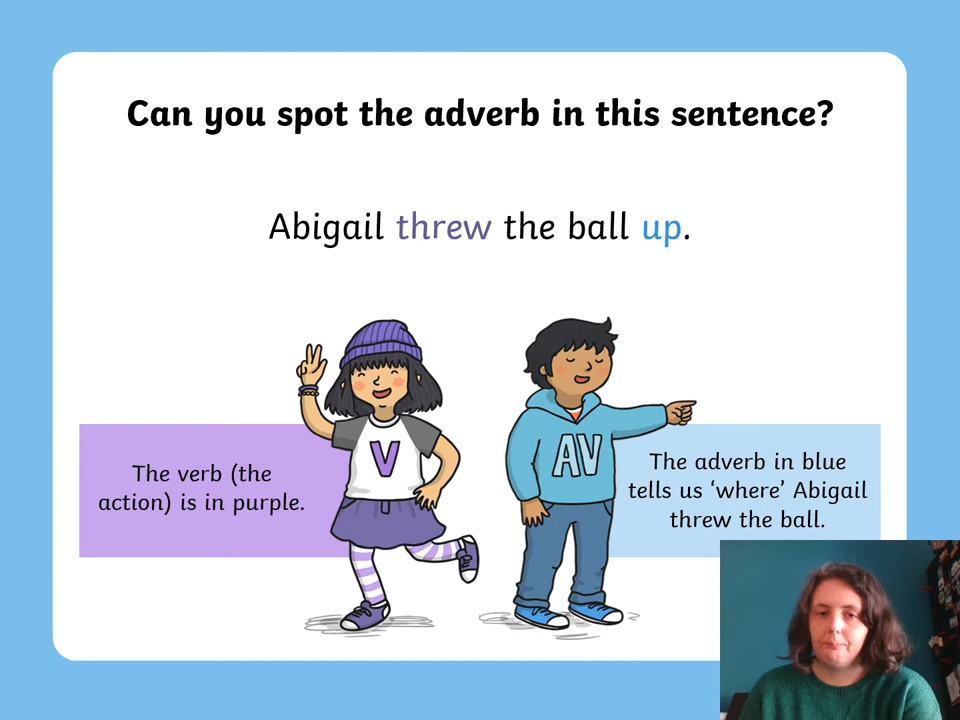 Can you spot the adverb in this sentence?
Abigail threw the ball up.
V
AV
The verb (the
action) is in purple.
The adverb in blue
tells us ‘where’ Abigail
threw the ball.